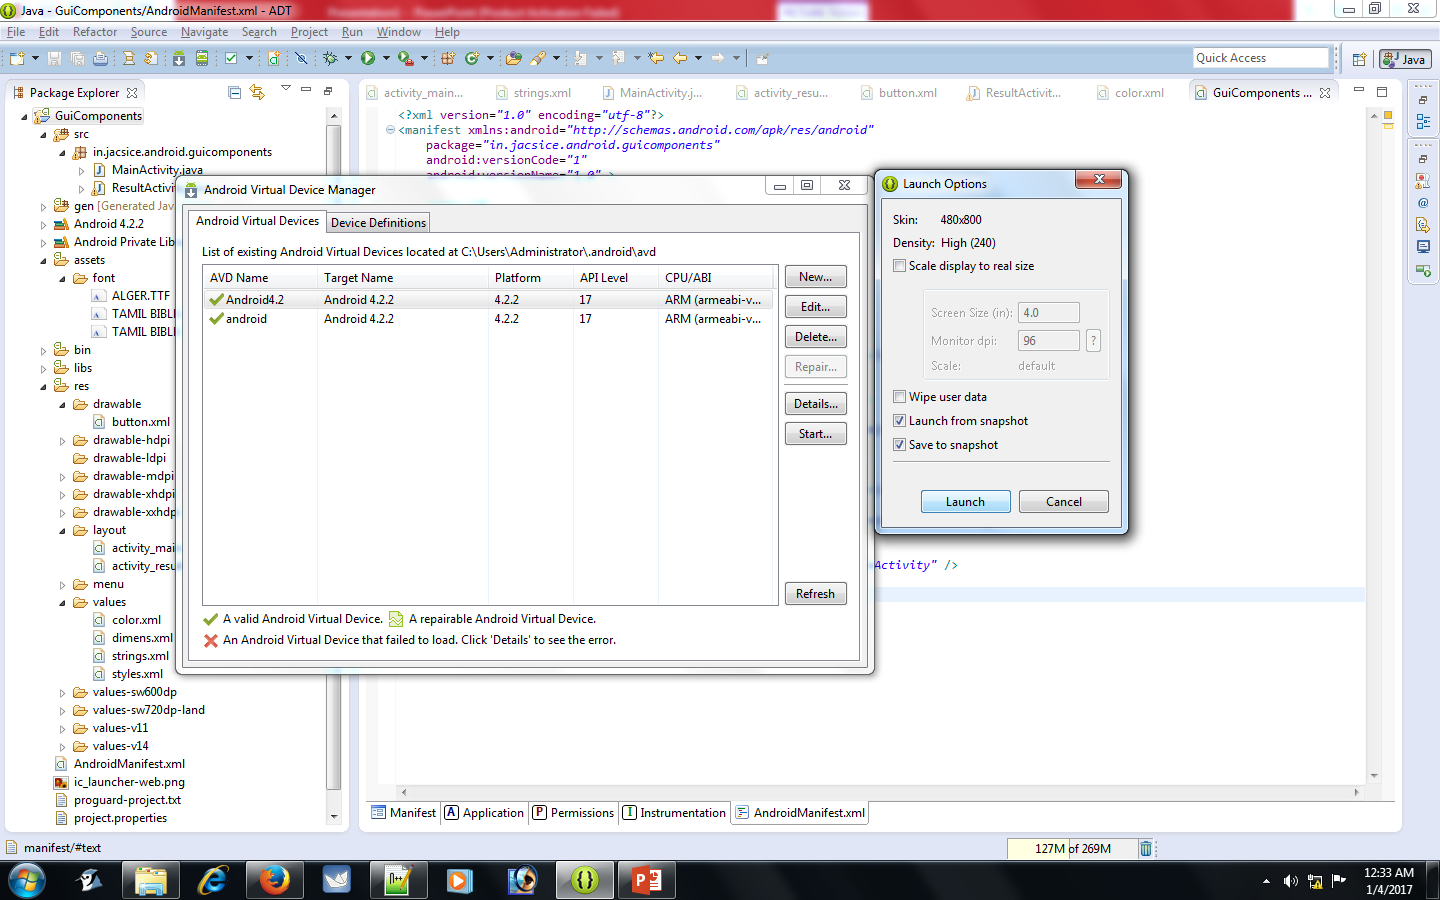 Java - GuiComponents/AndroidManifest.xml - ADT
File Edit Refactor Source Navigate Search Project Run Window Help
Quick Access
Java
Package Explorer
activity_main...
strings.xml
MainActivity.j...
activity_resu...
button.xml
ResultActivit...
color.xml
GuiComponents ...
GuiComponents
src
in.jacsice.android.guicomponents
MainActivity.java
ResultActivi
gen [Generated Jav
Android 4.2.2
Android Private Lib
assets
font
ALGER.TTF
TAMIL BIBL
TAMIL BIBL
bin
libs
res
drawable
button.xml
drawable-hdpi
drawable-ldpi
drawable-mdpi
drawable-xhdpi
drawable-xxhdp
layout
activity_mai
activity_resu
menu
values
color.xml
dimens.xml
strings.xml
styles.xml
values-sw600dp
values-sw720dp-land
values-v11
values-v14
AndroidManifest.xml
ic_launcher-web.png
proguard-project.txt
project.properties
<?xml version="1.0" encoding="utf-8"?>
<manifest xmlns:android="http://schemas.android.com/apk/res/android"
package="in.jacsice.android.guicomponents"
android:versionCode="1"
android:versionName="1.0" >
Activity" />
Android Virtual Device Manager
Android Virtual Devices
Device Definitions
List of existing Android Virtual Devices located at C:\Users\Administrator\.android\avd
AVD Name Target Name Platform API Level CPU/ABI
Android4.2 Android 4.2.2 4.2.2 17 ARM (armeabi-v...
android Android 4.2.2 4.2.2 17 ARM (armeabi-v...
New...
Edit...
Delete...
Repair...
Details...
Start...
Refresh
A valid Android Virtual Device. A repairable Android Virtual Device.
An Android Virtual Device that failed to load. Click 'Details' to see the error.
Launch Options
Skin: 480x800
Density: High (240)
Scale display to real size
Screen Size (in): 4.0
Monitor dpi: 96 ?
Scale: default
Wipe user data
Launch from snapshot
Save to snapshot
Launch
Cancel
Manifest
A Application
P Permissions
I Instrumentation
AndroidManifest.xml
manifest/#text
127M of 269M
12:33 AM
1/4/2017